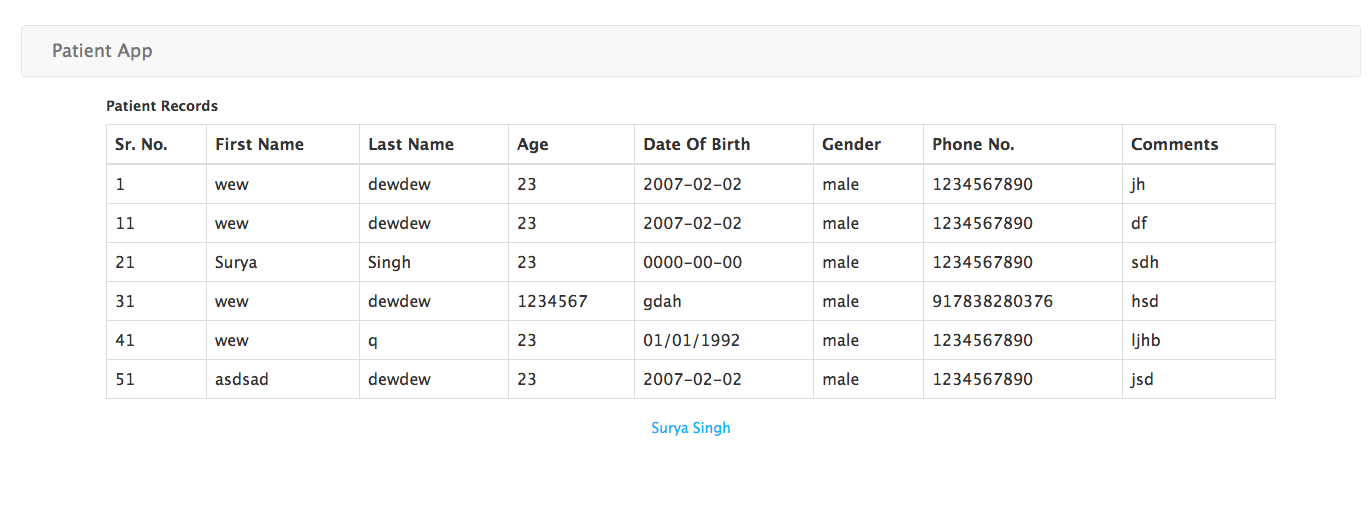 Patient App
Patient Records
Sr. No. First Name Last Name Age Date Of Birth Gender Phone No. Comments
1 wew dewdew 23 2007-02-02 male 1234567890 jh
11 wew dewdew 23 2007-02-02 male 1234567890 df
21 Surya Singh 23 0000-00-00 male 1234567890 sdh
31 wew dewdew 1234567 gdah male 917838280376 hsd
41 wew q 23 01/01/1992 male 1234567890 ljhb
51 asdsad dewdew 23 2007-02-02 male 1234567890 jsd
Surya Singh